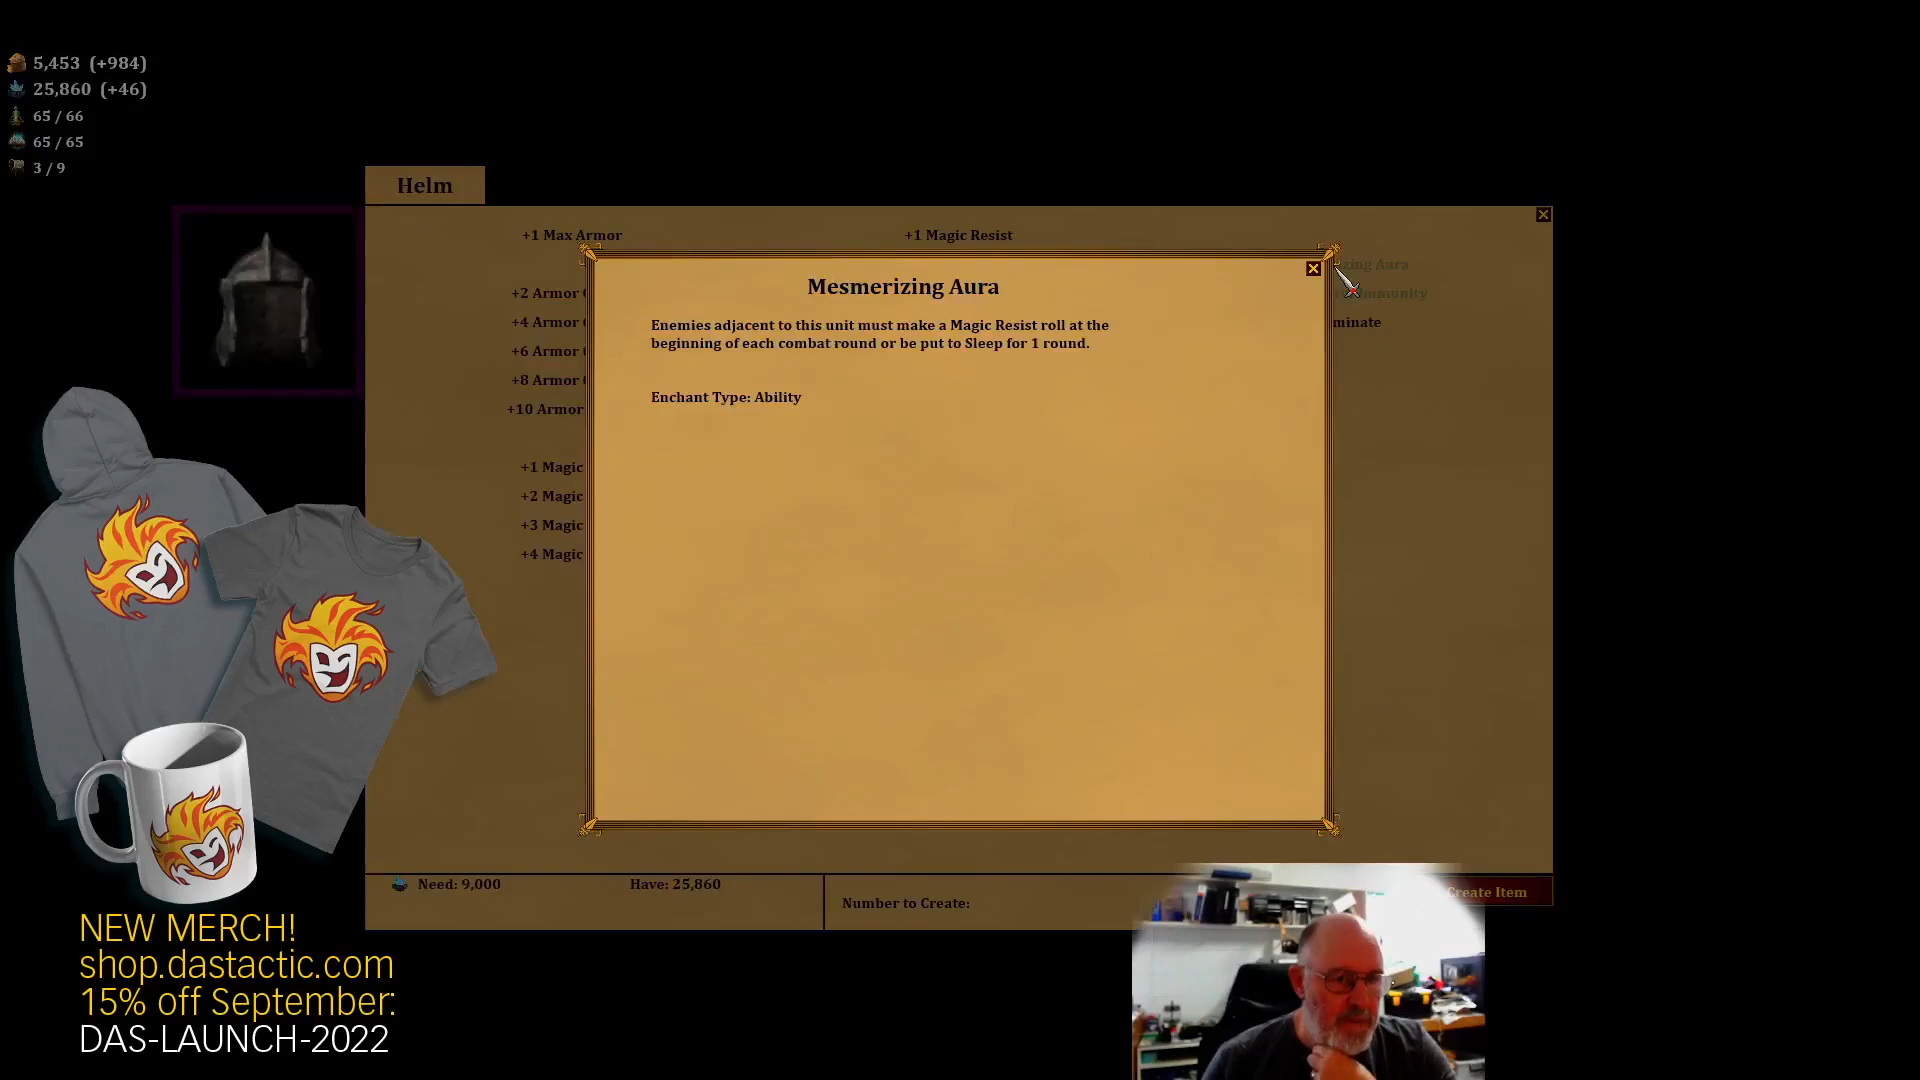 5,453 (+984)
25,860 (+46)
65 / 66
65 / 65
3 / 9
Helm
+1 Max Armor
+1 Magic Resist
+2 Armor
+4 Armor
+6 Armor
+8 Armor
+10 Armor
+1 Magic
+2 Magic
+3 Magic
+4 Magic
Aura
Mesmerizing Aura
Enemies adjacent to this unit must make a Magic Resist roll at the
beginning of each combat round or be put to Sleep for 1 round.
Enchant Type: Ability
Need: 9,000
Have: 25,860
Number to Create:
Create Item
NEW MERCH!
shop.dastactic.com
15% off September:
DAS-LAUNCH-2022